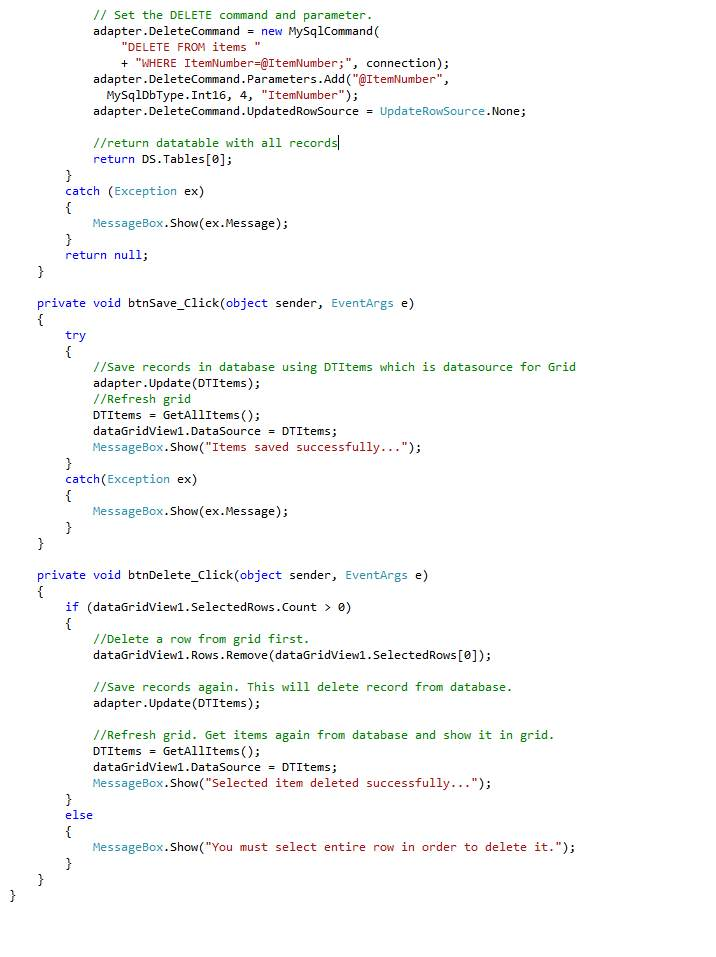 // Set the DELETE command and parameter.
adapter.DeleteCommand = new MySqlCommand(
"DELETE FROM items "
+ "WHERE ItemNumber=@ItemNumber;", connection);
adapter.DeleteCommand.Parameters.Add("@ItemNumber",
MySqlDbType.Int16, 4, "ItemNumber");
adapter.DeleteCommand.UpdatedRowSource = UpdateRowSource.None;
//return datatable with all records
return DS.Tables[0];
}
catch (Exception ex)
{
MessageBox.Show(ex.Message);
}
return null;
}
private void btnSave_Click(object sender, EventArgs e)
{
try
{
//Save records in database using DTItems which is datasource for Grid
adapter.Update(DTItems);
//Refresh grid
DTItems = GetAllItems();
dataGridView1.DataSource = DTItems;
MessageBox.Show("Items saved successfully...");
}
catch(Exception ex)
{
MessageBox.Show(ex.Message);
}
}
private void btnDelete_Click(object sender, EventArgs e)
{
if (dataGridView1.SelectedRows.Count > 0)
{
//Delete a row from grid first.
dataGridView1.Rows.Remove(dataGridView1.SelectedRows[0]);
//Save records again. This will delete record from database.
adapter.Update(DTItems);
//Refresh grid. Get items again from database and show it in grid.
DTItems = GetAllItems();
dataGridView1.DataSource = DTItems;
MessageBox.Show("Selected item deleted successfully...");
}
else
{
MessageBox.Show("You must select entire row in order to delete it.");
}
}
}